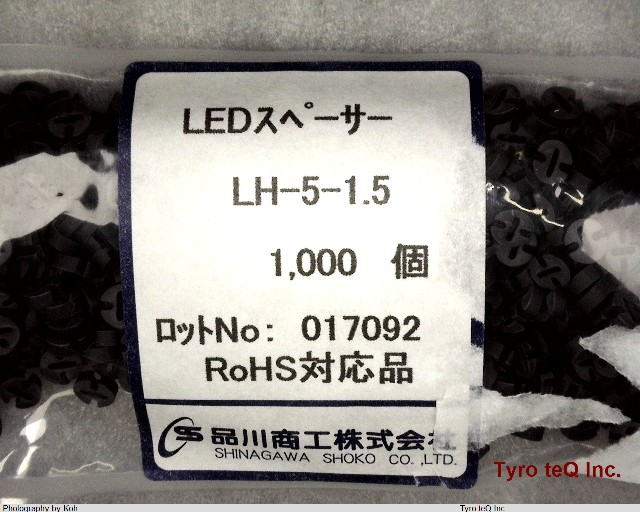 LEDスペーサー
LH-5-1.5
1,000 個
ロットNo: 017092
RoHS対応品
品川商工株式会社
SHINAGAWA SHOKO CO.,LTD.
Tyro teQ Inc.
Photography by Koh
Tyro teQ Inc